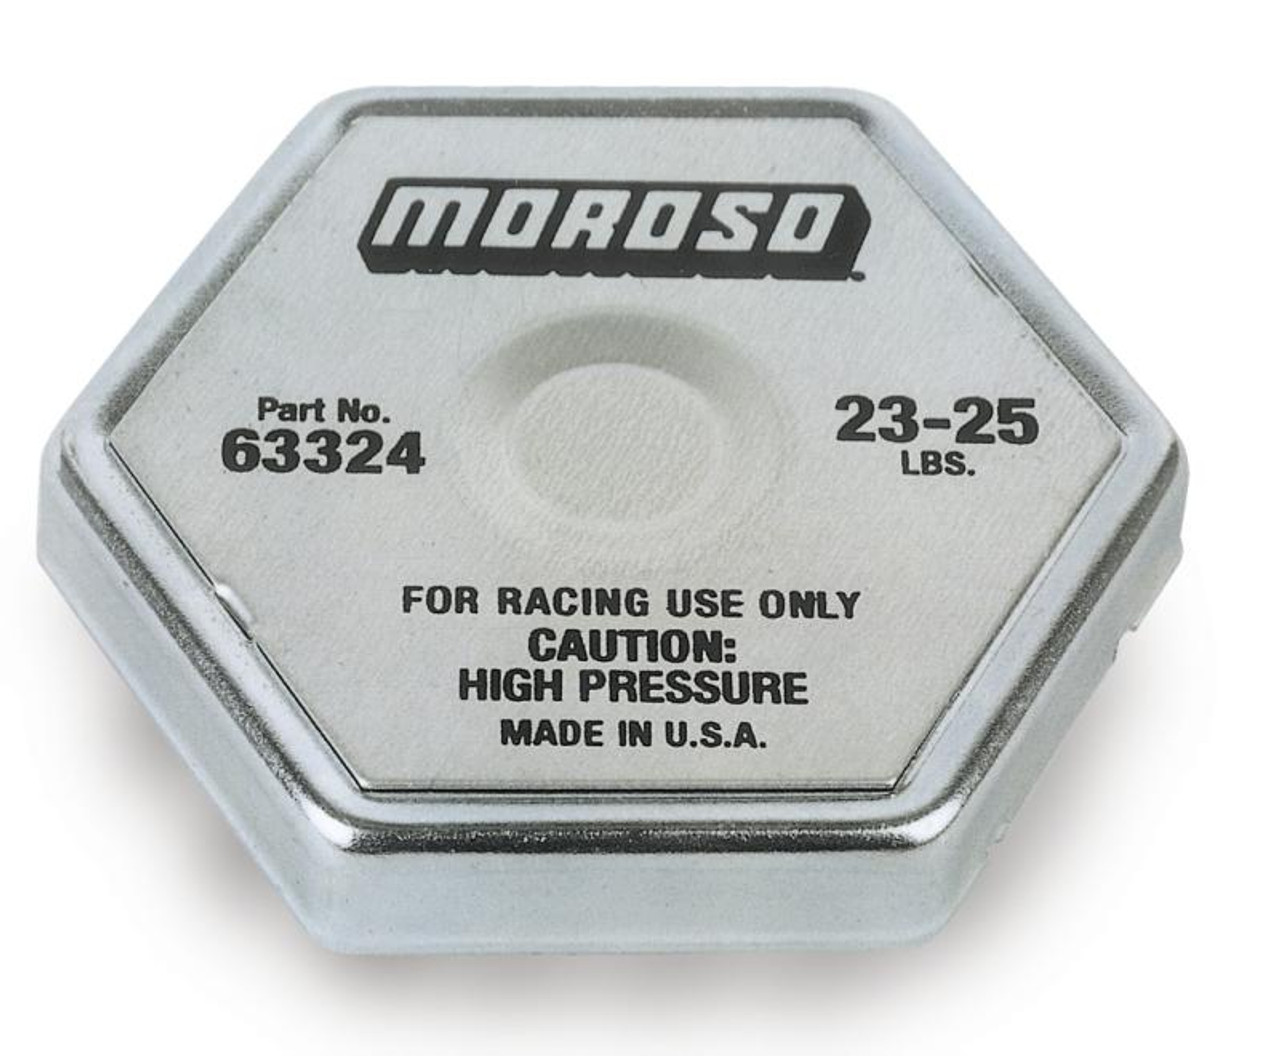 MOROSO
Part No.
63324
23-25
LBS.
FOR RACING USE ONLY
CAUTION:
HIGH PRESSURE
MADE IN U.S.A.